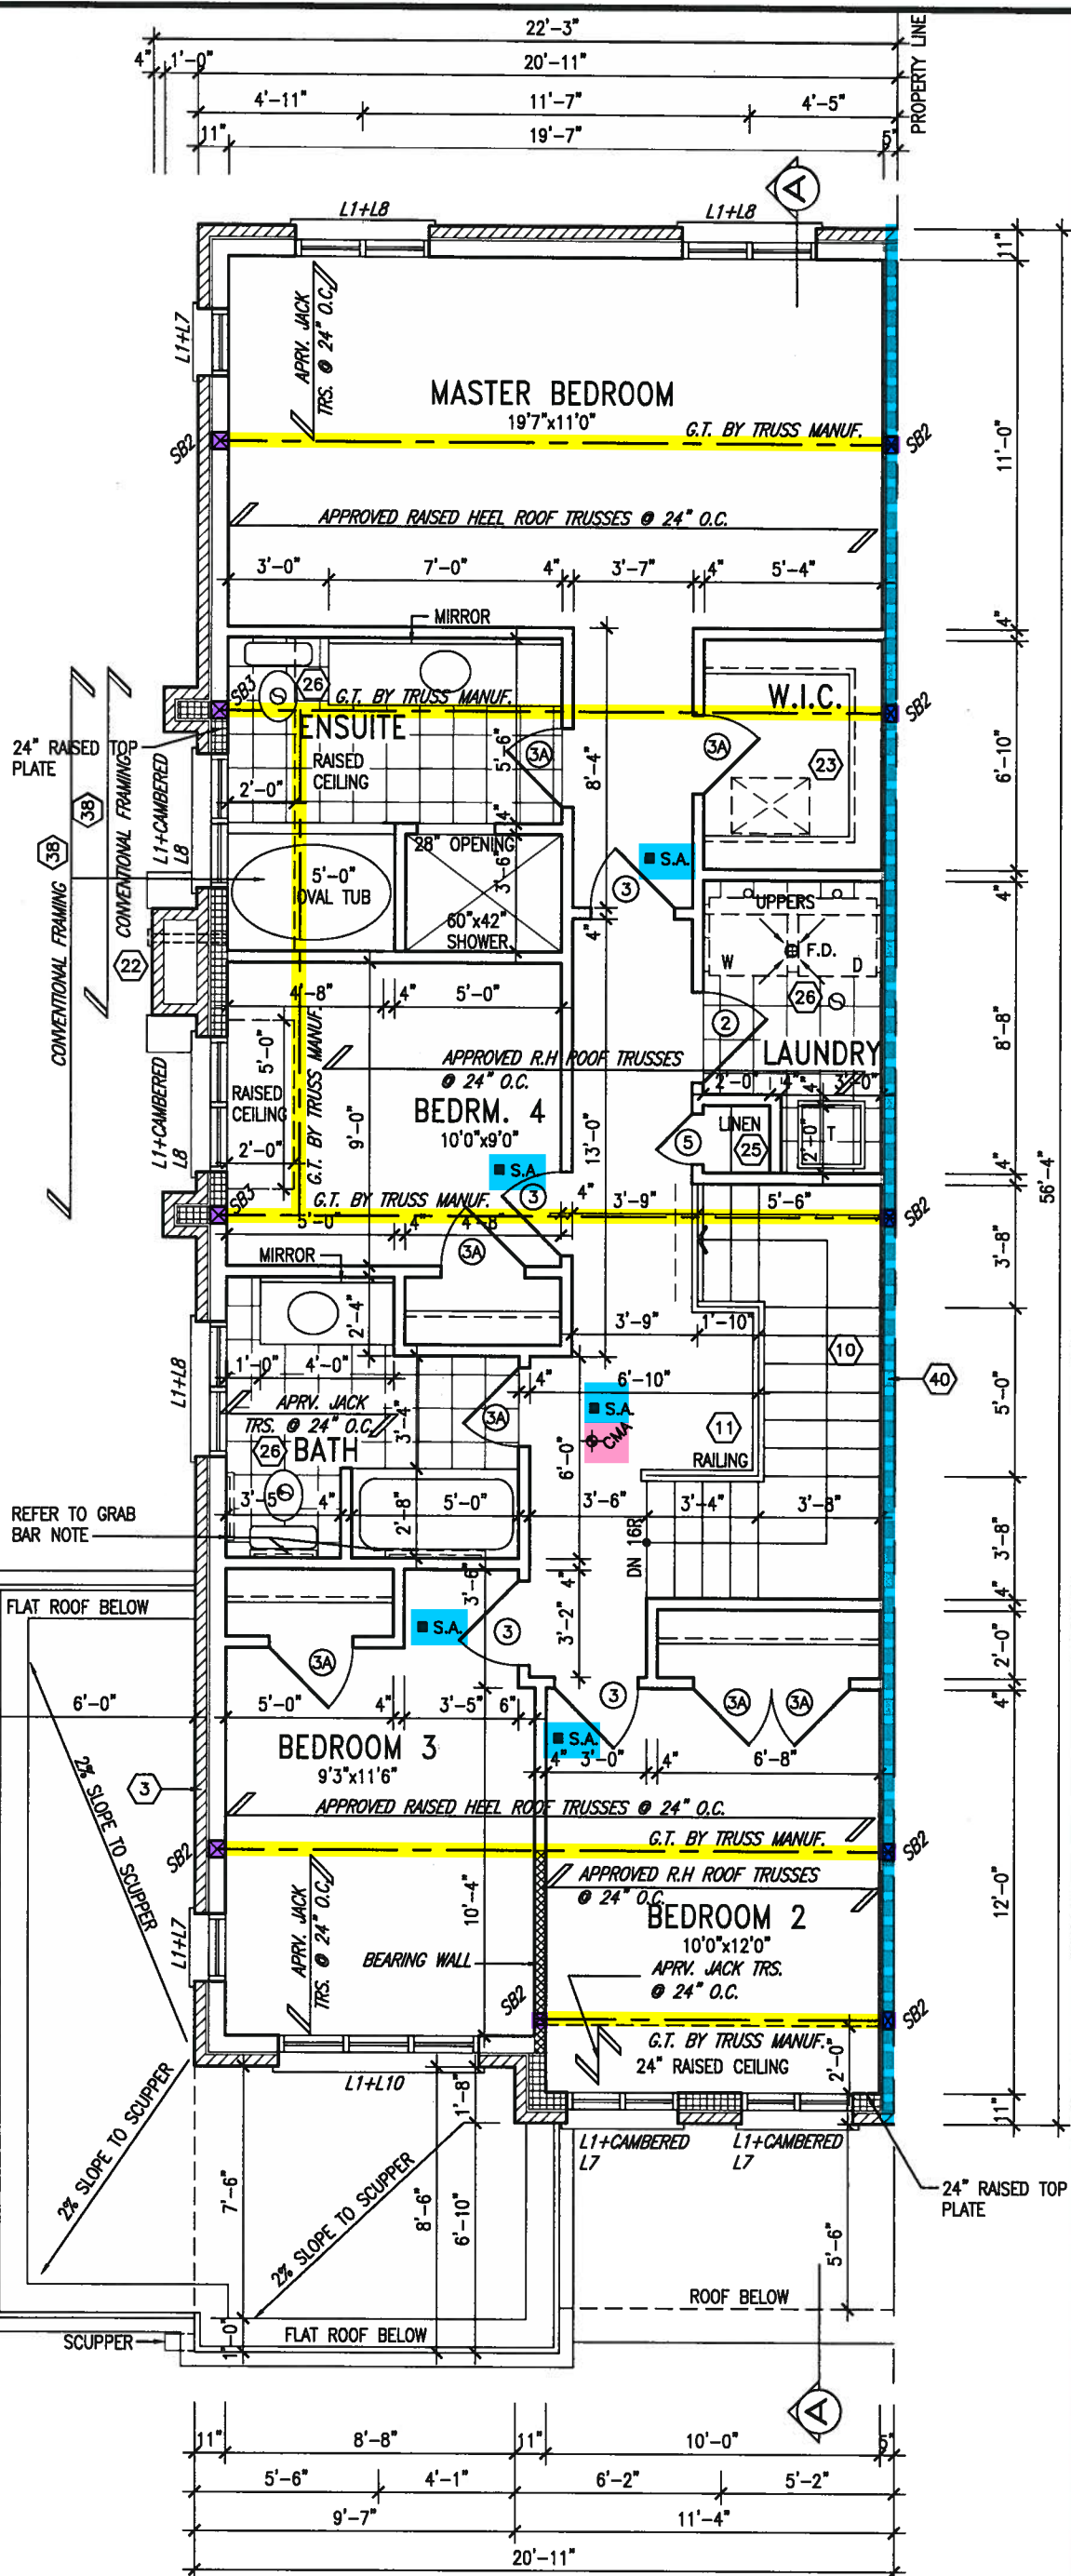 22'-3"
PROPERTY LINE
4" 1'-0" 20'-11"
4'-11" 11'-7" 4'-5"
11" 19'-7" 5"
A
L1+L8 L1+L8
11"
L1+L7
APRV. JACK
TRS. @ 24" O.C.
MASTER BEDROOM
19'7"x11'0"
G.T. BY TRUSS MANUF.
SB2 SB2
11'-0"
APPROVED RAISED HEEL ROOF TRUSSES @ 24" O.C.
3'-0" 7'-0" 4" 3'-7" 4" 5'-4"
4"
MIRROR
SB3 26 G.T. BY TRUSS MANUF.
W.I.C.
SB2
ENSUITE
RAISED
CEILING
5'-6"
3A 3A
23
8'-4"
6'-10"
24" RAISED TOP
PLATE
2'-0"
4"
38 CONVENTIONAL FRAMING
38 CONVENTIONAL FRAMING
L1+CAMBERED
L8
28" OPENING
3'-6"
S.A.
5'-0"
OVAL TUB
3
60"x42"
SHOWER
4"
UPPERS
4"
W F.D. D
22
26
4'-8" 4" 5'-0"
2
8'-8"
5'-0"
APPROVED R.H ROOF TRUSSES
@ 24" O.C.
LAUNDRY
RAISED
CEILING
G.T. BY TRUSS MANUF.
9'-0"
BEDRM. 4
10'0"x9'0"
2'-0" 4" 3'-0"
4"
LINEN
25
T
2'-0"
5
13'-0"
L1+CAMBERED
L8
2'-0"
S.A.
3
4"
56'-4"
SB3
G.T. BY TRUSS MANUF.
4" 3'-9" 5'-6"
SB2
5'-0" 4" 4'-8"
3'-8"
MIRROR
3A
2'-4"
3'-9" 1'-10"
10
40
L1+L8
1'-0" 4'-0"
4" 6'-10"
5'-0"
APRV. JACK
TRS. @ 24" O.C.
3'-4"
3A
S.A.
CMA
11
RAILING
26 BATH
6'-0"
3'-5" 4" 5'-0"
2'-8"
3'-6" 3'-4" 3'-8"
REFER TO GRAB
BAR NOTE
DN 16R
3'-8"
3'-6"
4"
4"
FLAT ROOF BELOW
S.A.
3
3'-2"
2'-0"
3A
3
3A 3A
4"
6'-0"
5'-0" 4" 3'-5" 6"
S.A.
BEDROOM 3
9'3"x11'6"
4" 3'-0" 4" 6'-8"
2% SLOPE TO SCUPPER
3
APPROVED RAISED HEEL ROOF TRUSSES @ 24" O.C.
G.T. BY TRUSS MANUF.
SB2 SB2
APPROVED R.H ROOF TRUSSES
@ 24" O.C.
12'-0"
L1+L7
APRV. JACK
TRS. @ 24" O.C.
10'-4"
BEDROOM 2
10'0"x12'0"
BEARING WALL
APRV. JACK TRS.
@ 24" O.C.
SB2 SB2
G.T. BY TRUSS MANUF.
24" RAISED CEILING
2'-0"
L1+L10
1'-8"
11"
2% SLOPE TO SCUPPER
L1+CAMBERED
L7
L1+CAMBERED
L7
24" RAISED TOP
PLATE
7'-6"
2% SLOPE TO SCUPPER
8'-6"
6'-10"
5'-6"
ROOF BELOW
SCUPPER
1'-0"
FLAT ROOF BELOW
A
11" 8'-8" 11" 10'-0" 5"
5'-6" 4'-1" 6'-2" 5'-2"
9'-7" 11'-4"
20'-11"